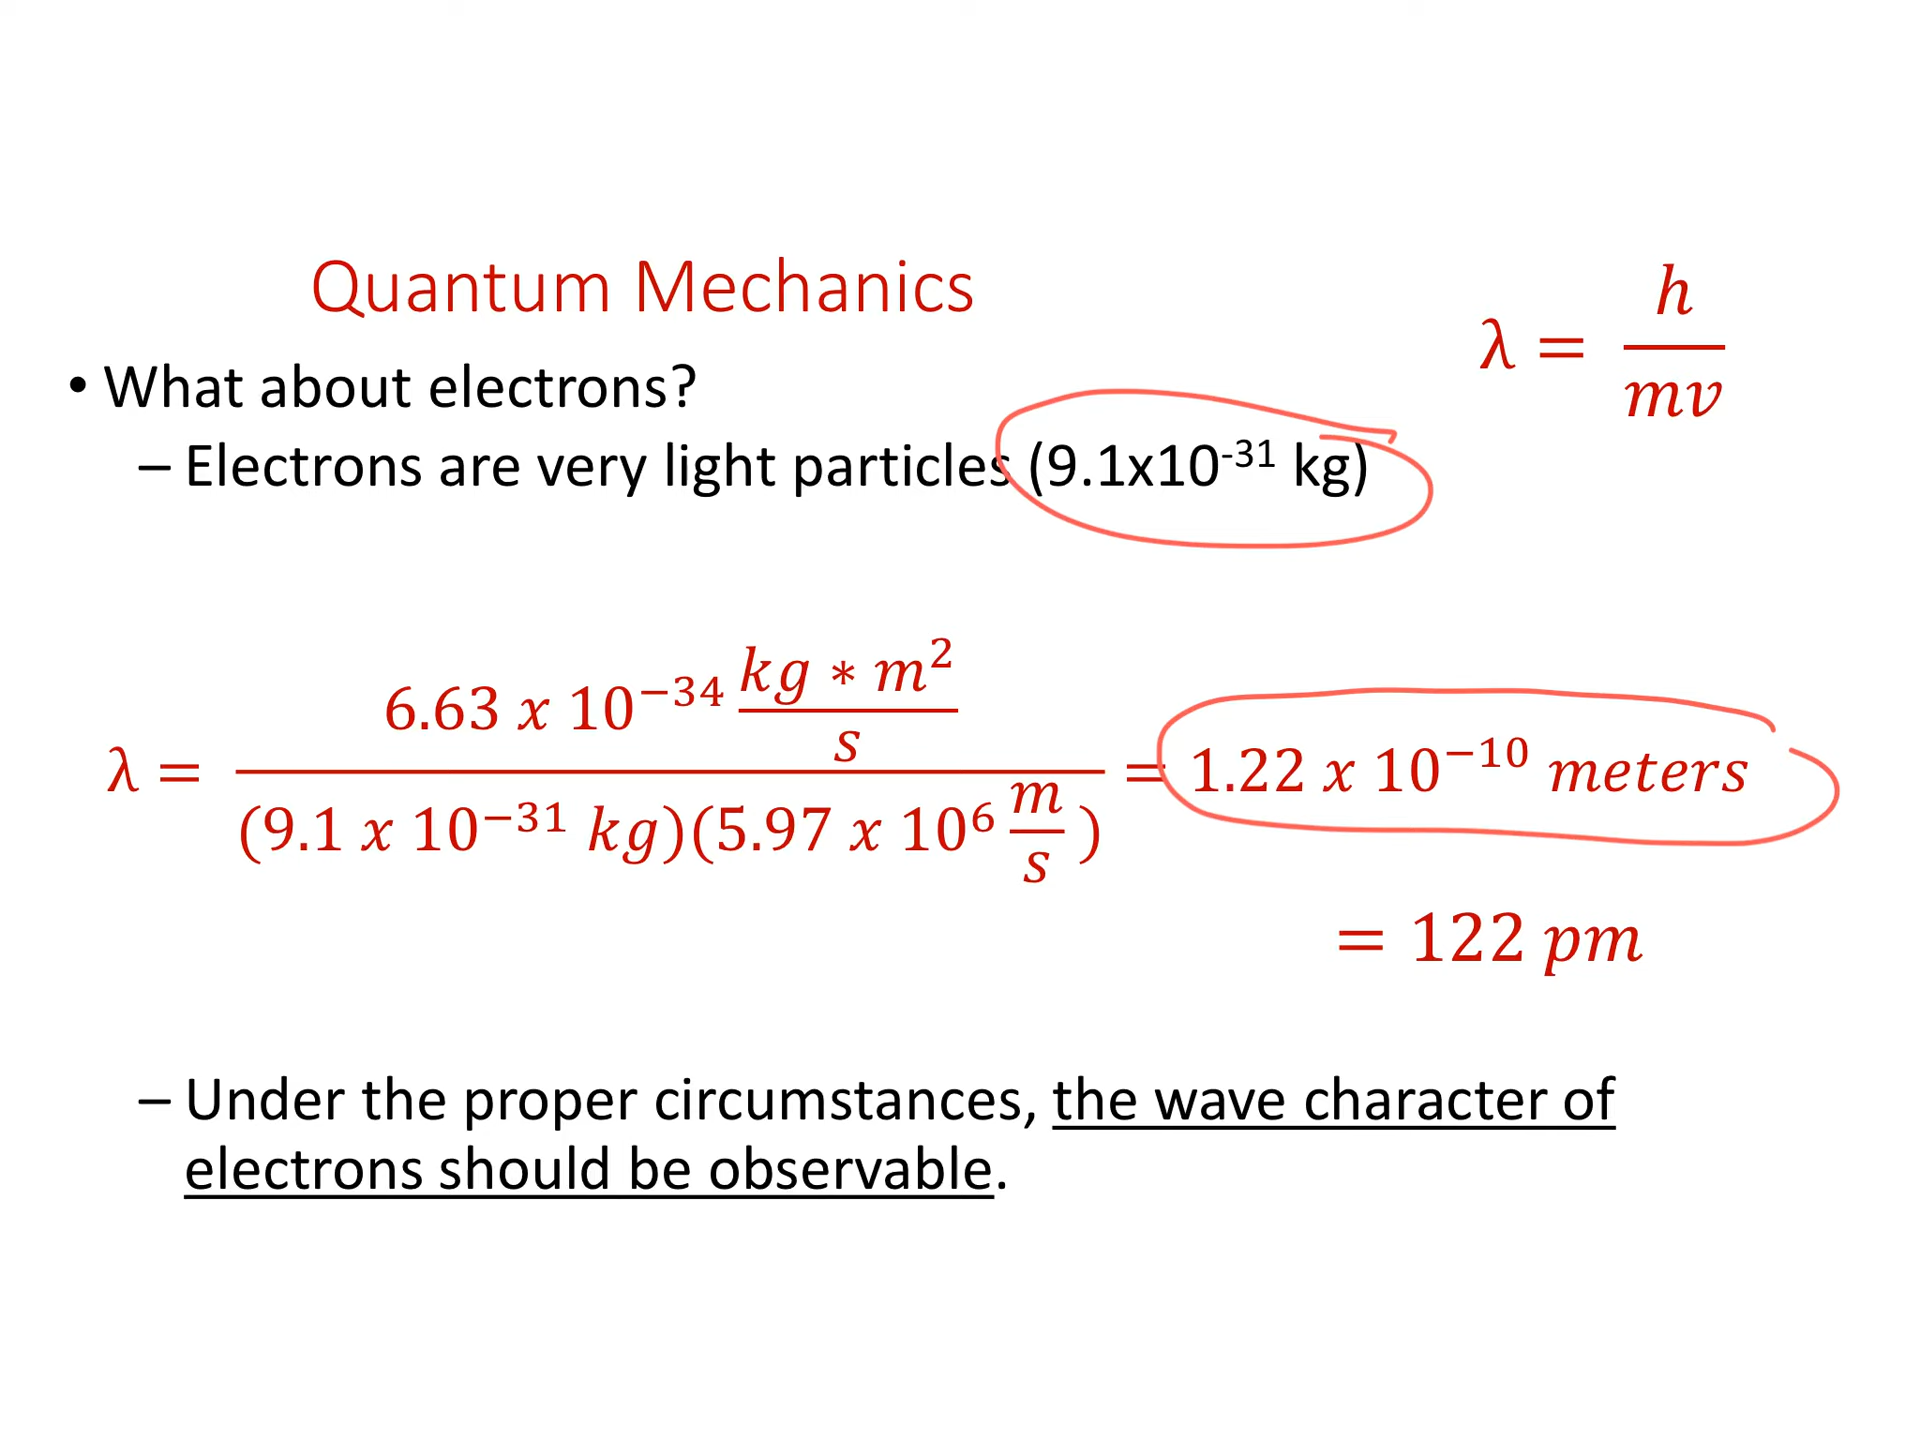 Quantum Mechanics
λ = h/mv
• What about electrons?
– Electrons are very light particles (9.1x10⁻³¹ kg)
λ = 6.63 x 10⁻³⁴ kg ∗ m²/s / (9.1 x 10⁻³¹ kg)(5.97 x 10⁶ m/s ) = 1.22 x 10⁻¹⁰ meters
= 122 pm
– Under the proper circumstances, the wave character of
electrons should be observable.